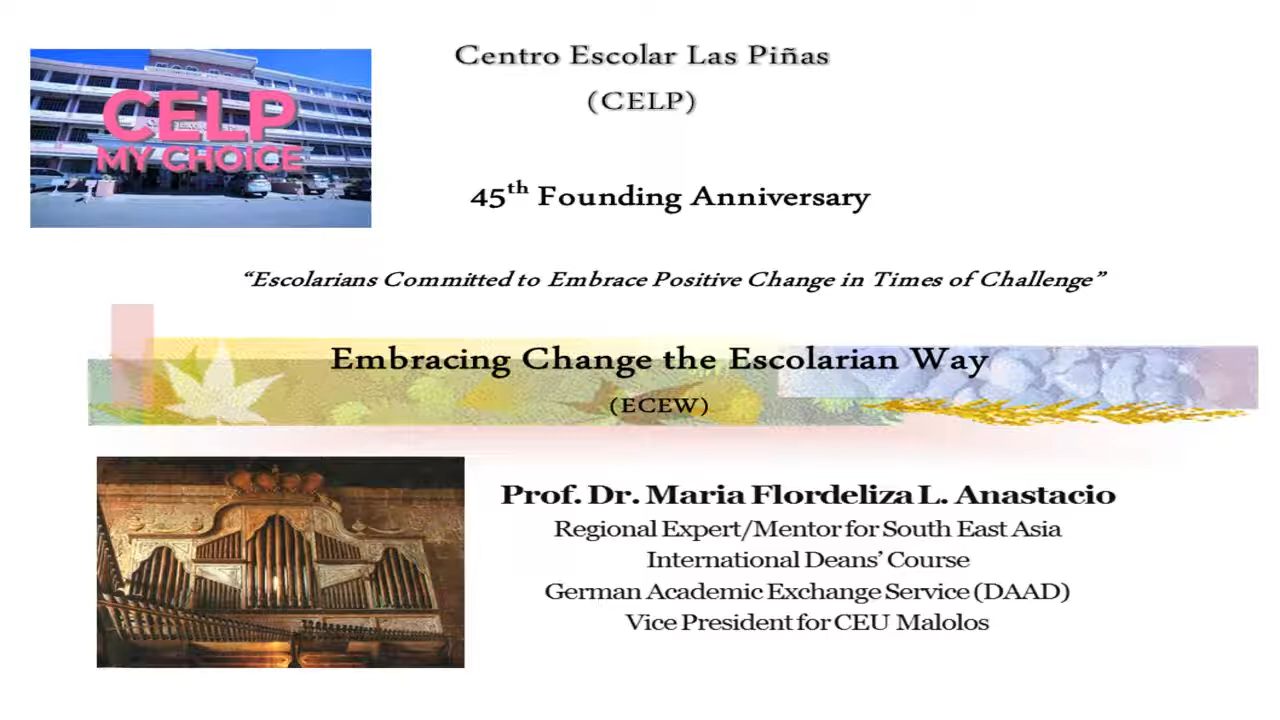 CELP
MY CHOICE
Centro Escolar Las Piñas
(CELP)
45th Founding Anniversary
“Escolarians Committed to Embrace Positive Change in Times of Challenge”
Embracing Change the Escolarian Way
(ECEW)
Prof. Dr. Maria Flordeliza L. Anastacio
Regional Expert/Mentor for South East Asia
International Deans’ Course
German Academic Exchange Service (DAAD)
Vice President for CEU Malolos